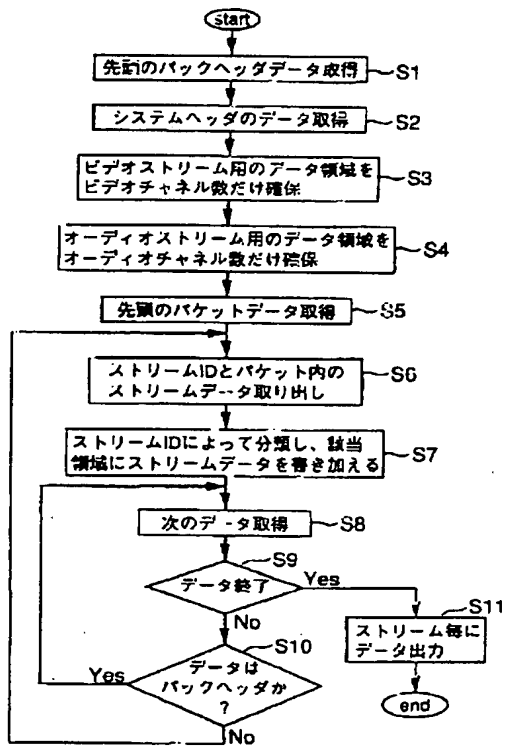 start
先頭のパックヘッダデータ取得
S1
システムヘッダのデータ取得
S2
ビデオストリーム用のデータ領域を
ビデオチャネル数だけ確保
S3
オーディオストリーム用のデータ領域を
オーディオチャネル数だけ確保
S4
先頭のパケットデータ取得
S5
ストリームIDとパケット内の
ストリームデータ取り出し
S6
ストリームIDによって分類し、該当
領域にストリームデータを書き加える
S7
次のデータ取得
S8
S9
データ終了
Yes
No
S10
データは
パックヘッダか
?
Yes
No
S11
ストリーム毎に
データ出力
end